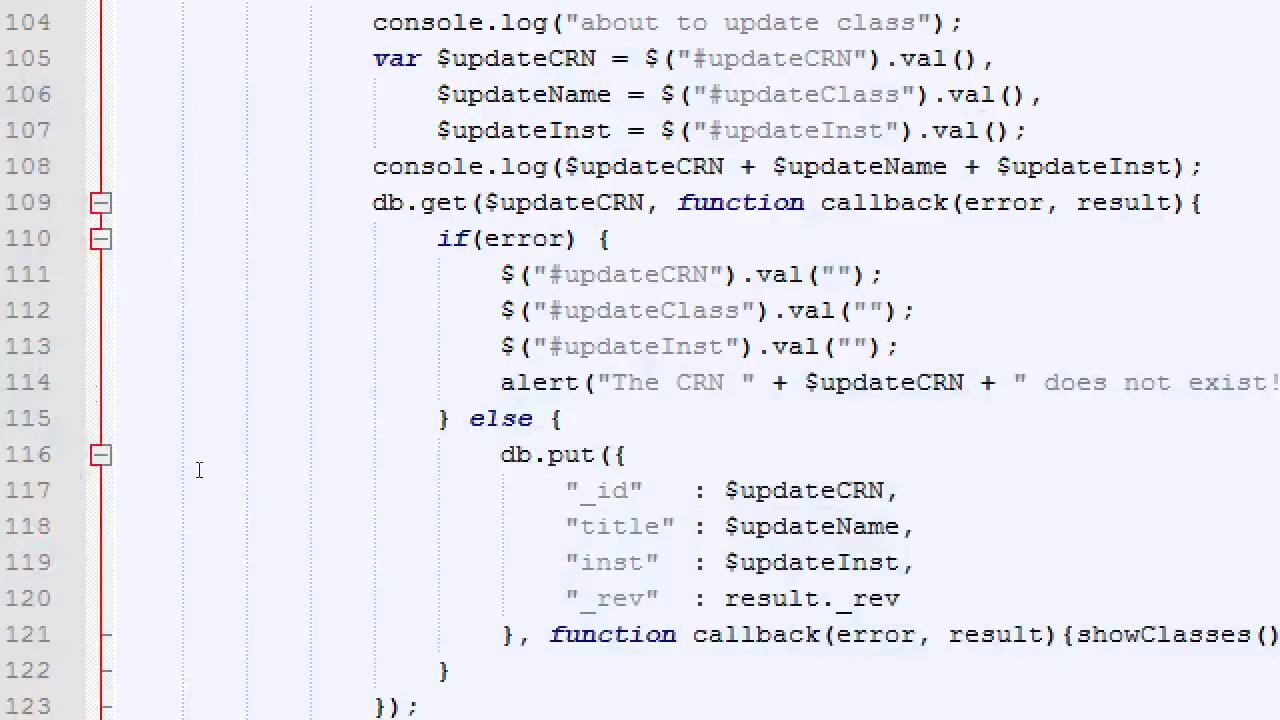 104 console.log("about to update class");
105 var $updateCRN = $("#updateCRN").val(),
106 $updateName = $("#updateClass").val(),
107 $updateInst = $("#updateInst").val();
108 console.log($updateCRN + $updateName + $updateInst);
109 db.get($updateCRN, function callback(error, result){
110 if(error) {
111 $("#updateCRN").val("");
112 $("#updateClass").val("");
113 $("#updateInst").val("");
114 alert("The CRN " + $updateCRN + " does not exist!
115 } else {
116 db.put({
117 "_id" : $updateCRN,
118 "title" : $updateName,
119 "inst" : $updateInst,
120 "_rev" : result._rev
121 }, function callback(error, result){showClasses()
122 }
123 });